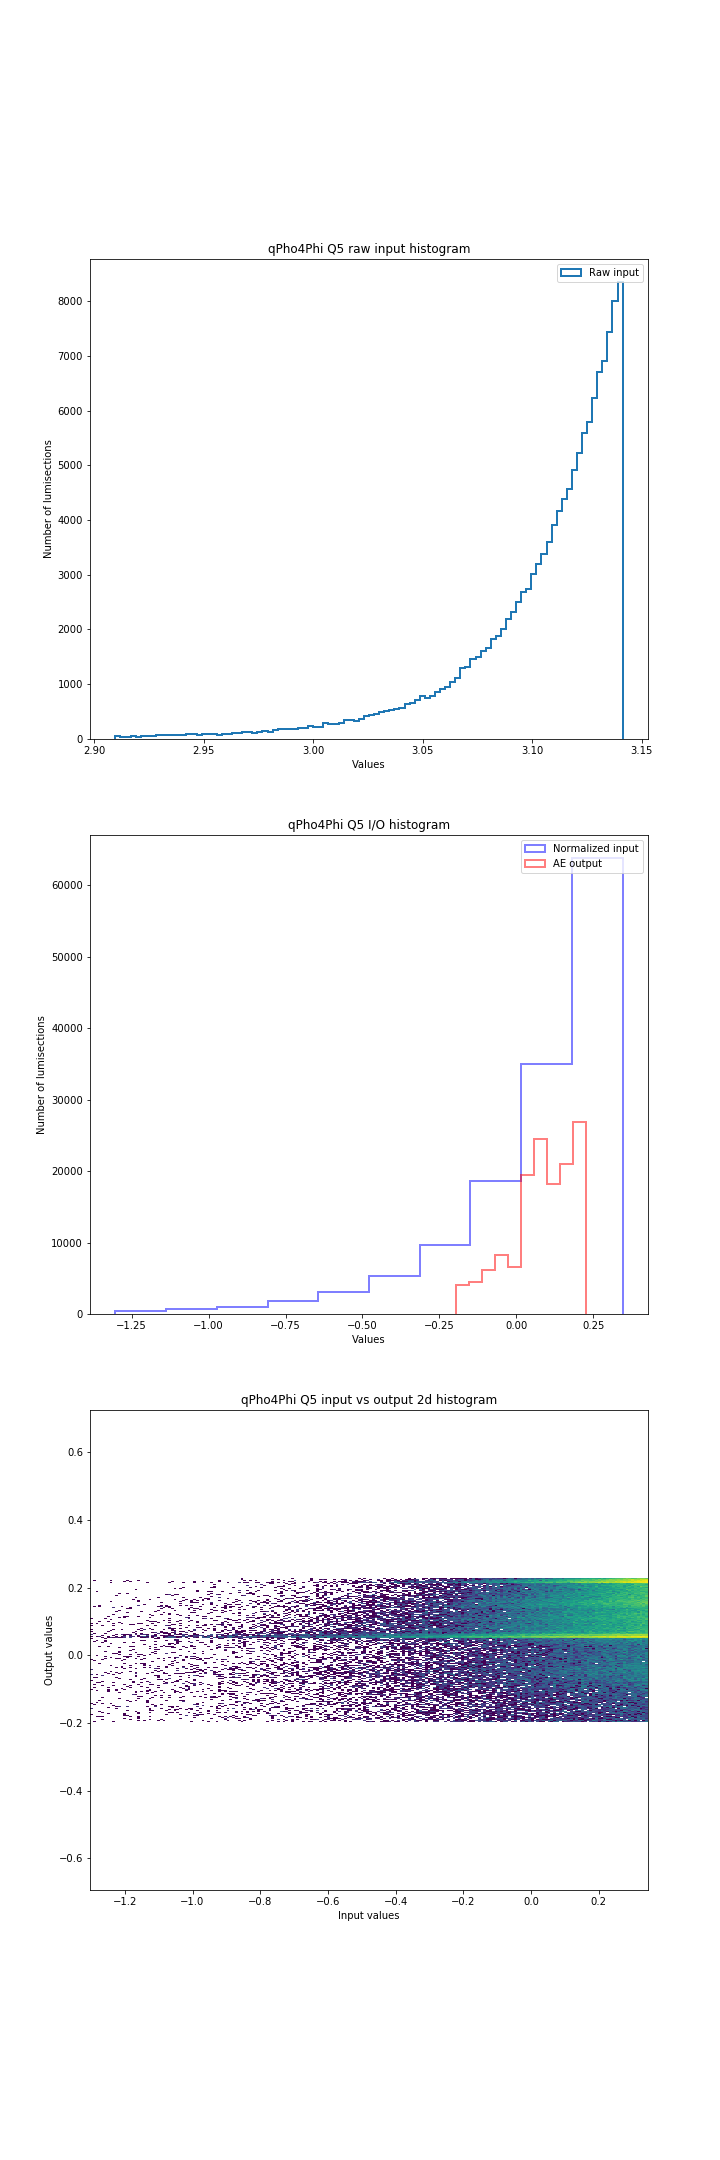 qPho4Phi Q5 raw input histogram
Raw input
8000
7000
6000
5000
4000
3000
2000
1000
0
Number of lumisections
2.90 2.95 3.00 3.05 3.10 3.15
Values
qPho4Phi Q5 I/O histogram
Normalized input
AE output
60000
50000
40000
30000
20000
10000
0
Number of lumisections
−1.25 −1.00 −0.75 −0.50 −0.25 0.00 0.25
Values
qPho4Phi Q5 input vs output 2d histogram
0.6
0.4
0.2
0.0
−0.2
−0.4
−0.6
Output values
−1.2 −1.0 −0.8 −0.6 −0.4 −0.2 0.0 0.2
Input values